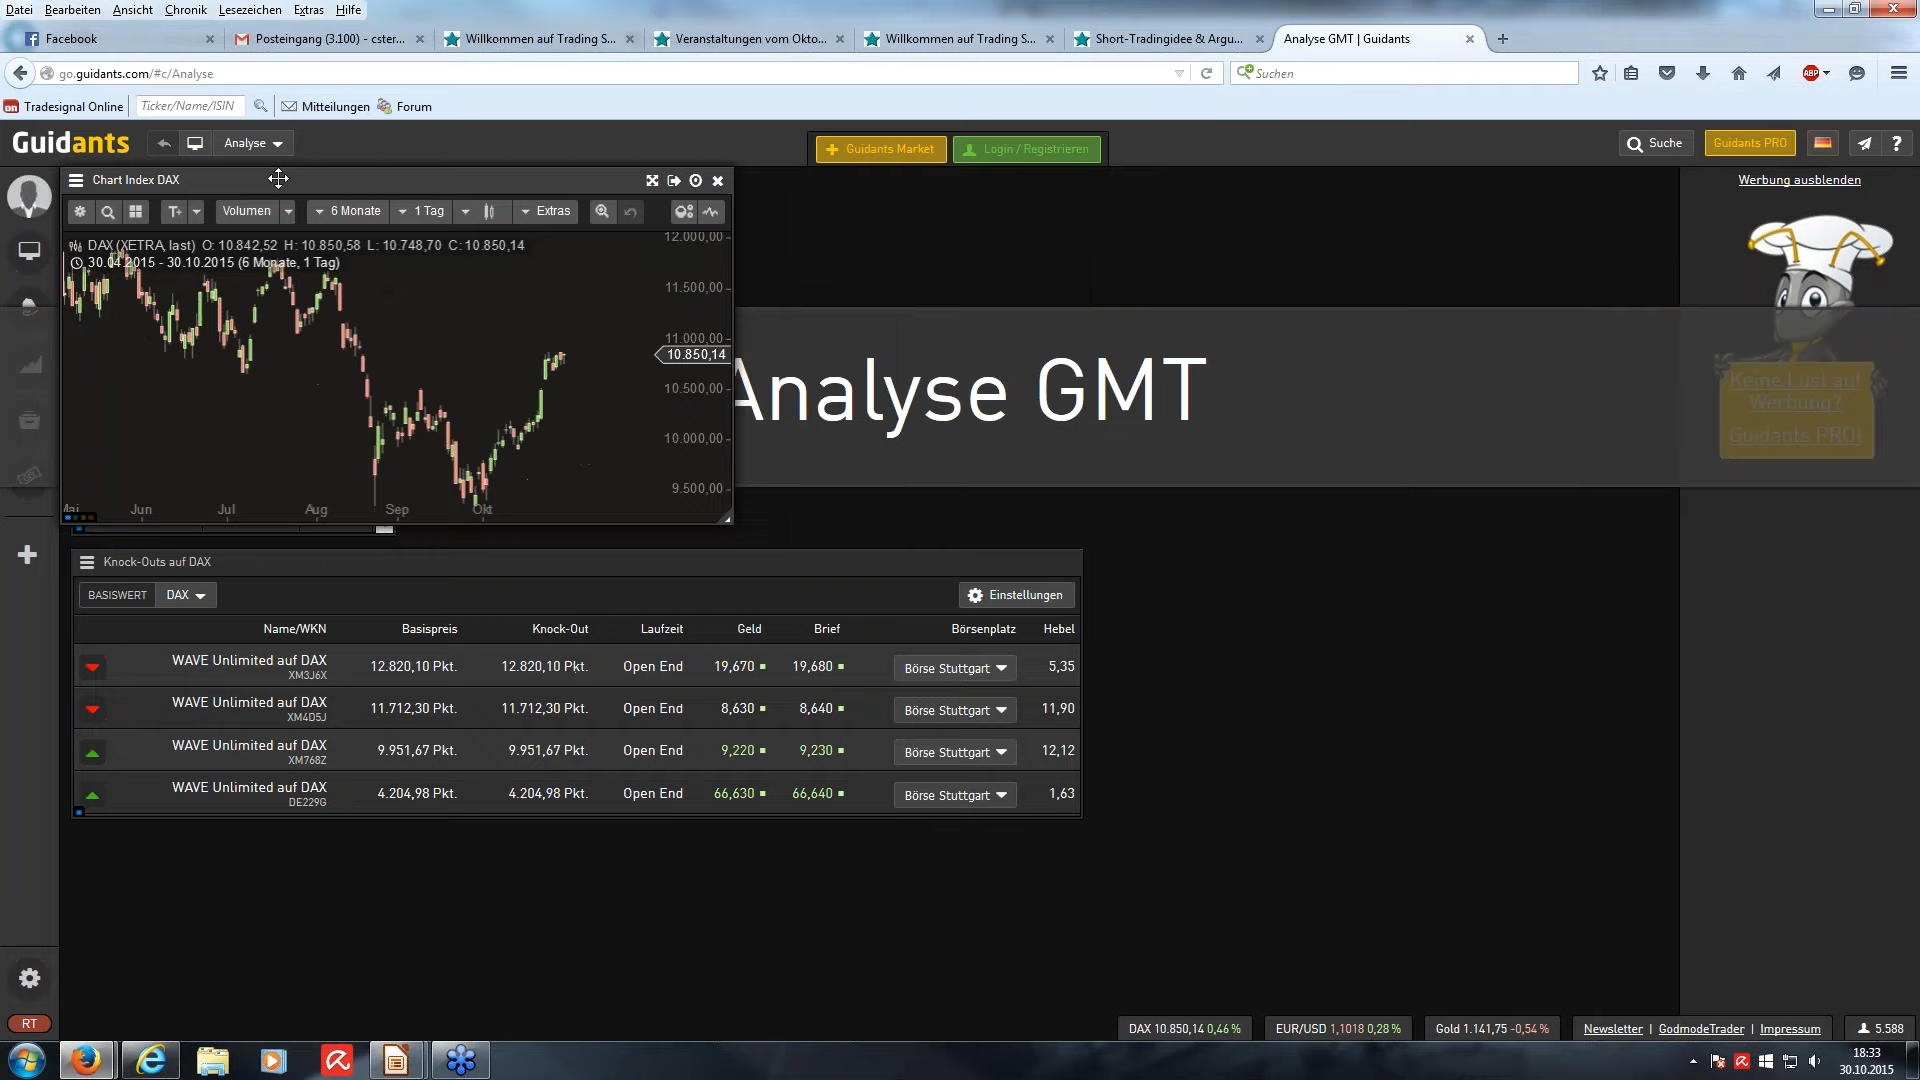 Datei Bearbeiten Ansicht Chronik Lesezeichen Extras Hilfe
Facebook Posteingang (3.100) - cster... Willkommen auf Trading S... Veranstaltungen vom Okto... Willkommen auf Trading S... Short-Tradingidee & Argu... Analyse GMT | Guidants
go.guidants.com/#c/Analyse Suchen ABP
on Tradesignal Online Ticker/Name/ISIN Mitteilungen Forum
Guidants Analyse + Guidants Market Login / Registrieren Suche Guidants PRO ?
Chart Index DAX Werbung ausblenden
T+ Volumen 6 Monate 1 Tag Extras
DAX (XETRA, last) O: 10.842,52 H: 10.850,58 L: 10.748,70 C: 10.850,14
30.04.2015 - 30.10.2015 (6 Monate, 1 Tag)
12.000,00
11.500,00
11.000,00
10.850,14
10.500,00
10.000,00
9.500,00
Mai Jun Jul Aug Sep Okt
Analyse GMT
Keine Lust auf
Werbung?
Guidants PRO!
Knock-Outs auf DAX
BASISWERT DAX Einstellungen
Name/WKN Basispreis Knock-Out Laufzeit Geld Brief Börsenplatz Hebel
WAVE Unlimited auf DAX 12.820,10 Pkt. 12.820,10 Pkt. Open End 19,670 19,680 Börse Stuttgart 5,35
XM3J6X
WAVE Unlimited auf DAX 11.712,30 Pkt. 11.712,30 Pkt. Open End 8,630 8,640 Börse Stuttgart 11,90
XM4D5J
WAVE Unlimited auf DAX 9.951,67 Pkt. 9.951,67 Pkt. Open End 9,220 9,230 Börse Stuttgart 12,12
XM768Z
WAVE Unlimited auf DAX 4.204,98 Pkt. 4.204,98 Pkt. Open End 66,630 66,640 Börse Stuttgart 1,63
DE229G
RT DAX 10.850,14 0,46 % EUR/USD 1,1018 0,28 % Gold 1.141,75 -0,54 % Newsletter | GodmodeTrader | Impressum 5.588
18:33
30.10.2015